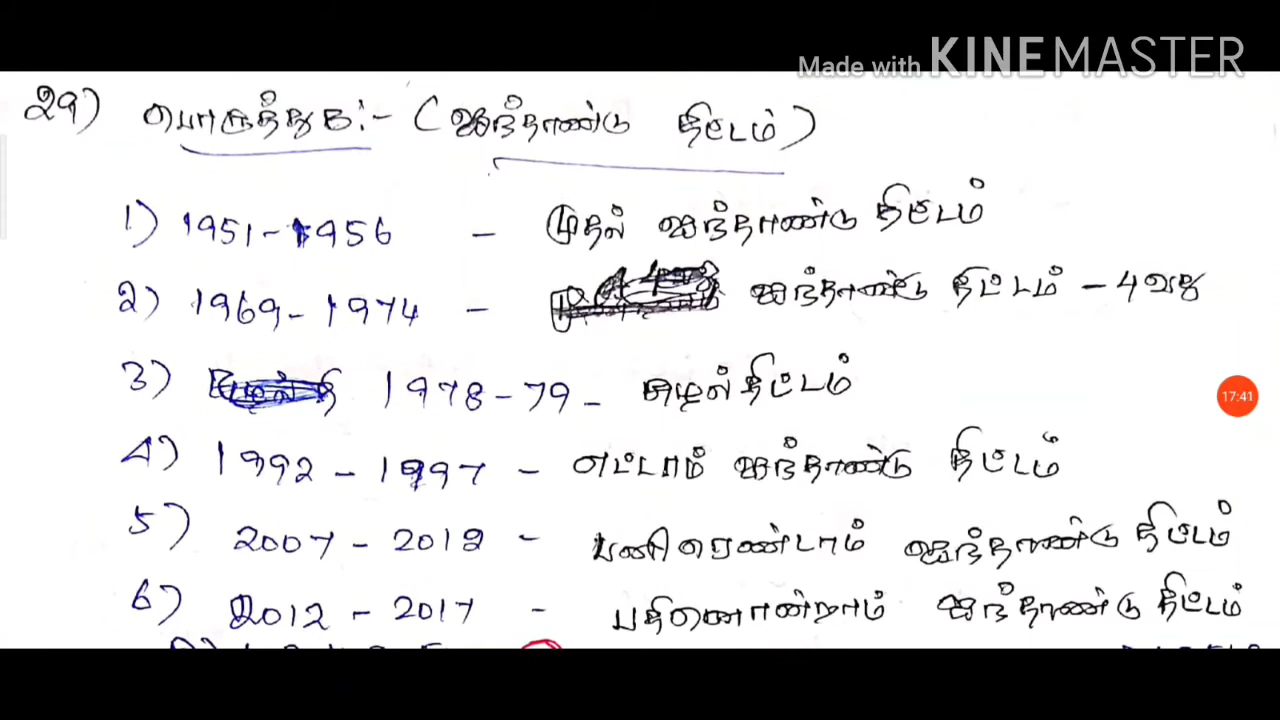 Made with KINEMASTER
29) பொருத்துக:- (ஐந்தாண்டு திட்டம்)
1) 1951-1956 - முதல் ஐந்தாண்டு திட்டம்
2) 1969-1974 - ஐந்தாண்டு திட்டம் - 4வது
3) 1978-79 - சுழல்திட்டம்
4) 1992-1997 - எட்டாம் ஐந்தாண்டு திட்டம்
17:41
5) 2007-2012 - பனிரெண்டாம் ஐந்தாண்டு திட்டம்
6) 2012-2017 - பதினொன்றாம் ஐந்தாண்டு திட்டம்